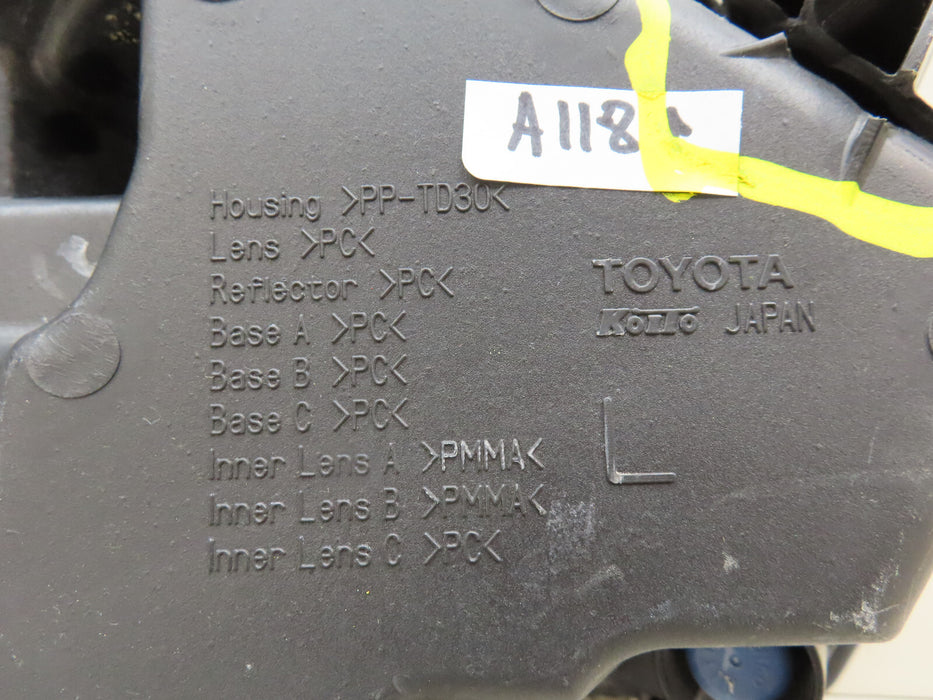 Housing >PP-TD30<
Lens >PC<
Reflector >PC<
Base A >PC<
Base B >PC<
Base C >PC<
Inner Lens A >PMMA<
Inner Lens B >PMMA<
Inner Lens C >PC<
TOYOTA
KOITO JAPAN
L